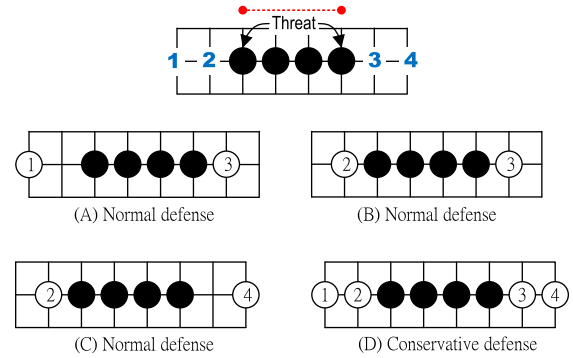 Threat
1 2 3 4
1 3
(A) Normal defense
2 3
(B) Normal defense
2 4
(C) Normal defense
1 2 3 4
(D) Conservative defense